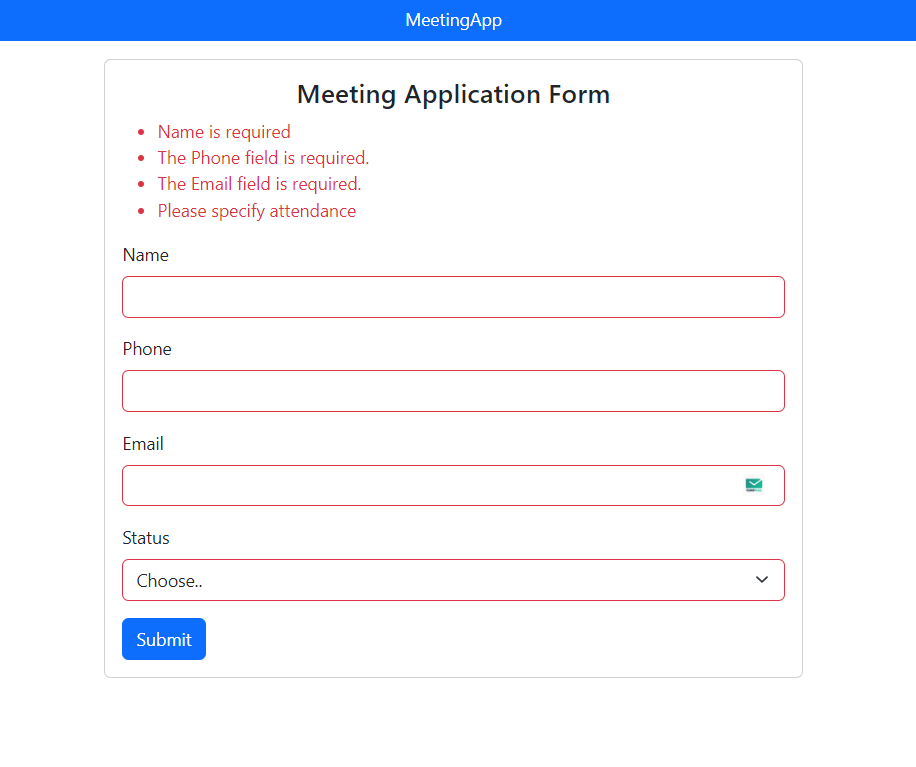 MeetingApp
Meeting Application Form
Name is required
The Phone field is required.
The Email field is required.
Please specify attendance
Name
Phone
Email
Status
Choose..
Submit